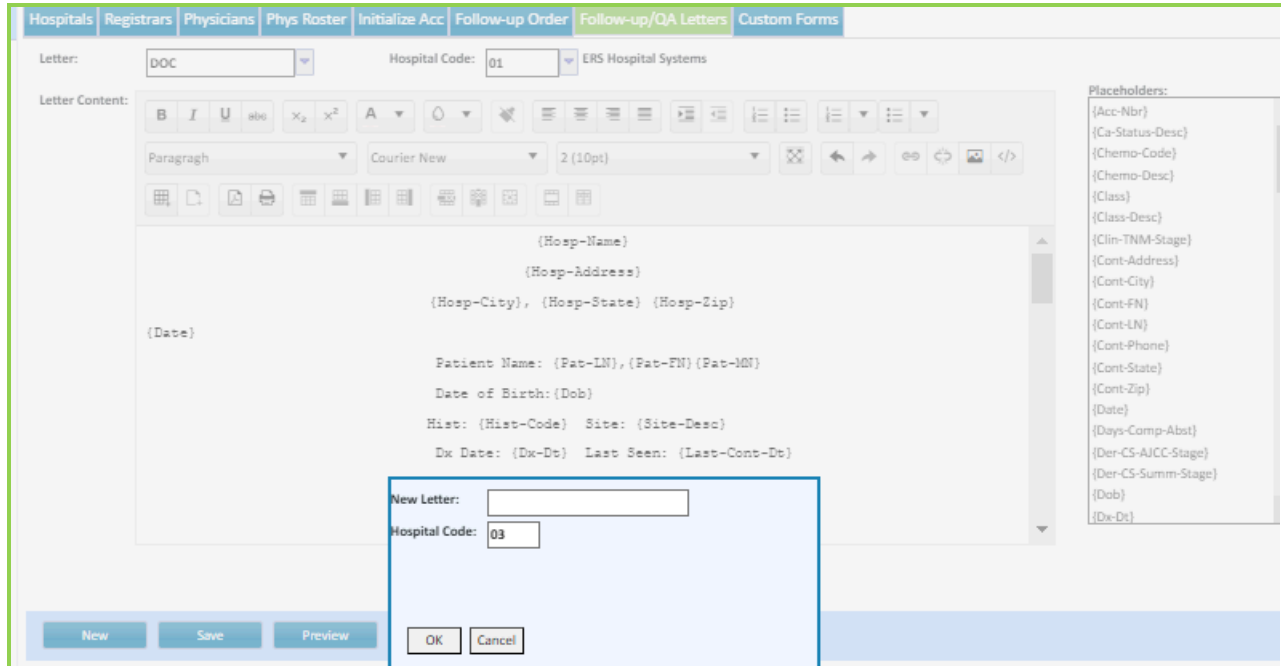 Hospitals Registrars Physicians Phys Roster Initialize Acc Follow-up Order Follow-up/QA Letters Custom Forms
Letter: DOC Hospital Code: 01 ERS Hospital Systems
Letter Content:
B I U abc x₂ x² A
Paragragh Courier New 2 (10pt) </>
{Hosp-Name}
{Hosp-Address}
{Hosp-City}, {Hosp-State} {Hosp-Zip}
{Date}
Patient Name: {Pat-LN},{Pat-FN}{Pat-MN}
Date of Birth:{Dob}
Hist: {Hist-Code} Site: {Site-Desc}
Dx Date: {Dx-Dt} Last Seen: {Last-Cont-Dt}
Placeholders:
{Acc-Nbr}
{Ca-Status-Desc}
{Chemo-Code}
{Chemo-Desc}
{Class}
{Class-Desc}
{Clin-TNM-Stage}
{Cont-Address}
{Cont-City}
{Cont-FN}
{Cont-LN}
{Cont-Phone}
{Cont-State}
{Cont-Zip}
{Date}
{Days-Comp-Abst}
{Der-CS-AJCC-Stage}
{Der-CS-Summ-Stage}
{Dob}
{Dx-Dt}
New Letter:
Hospital Code: 03
OK Cancel
New Save Preview